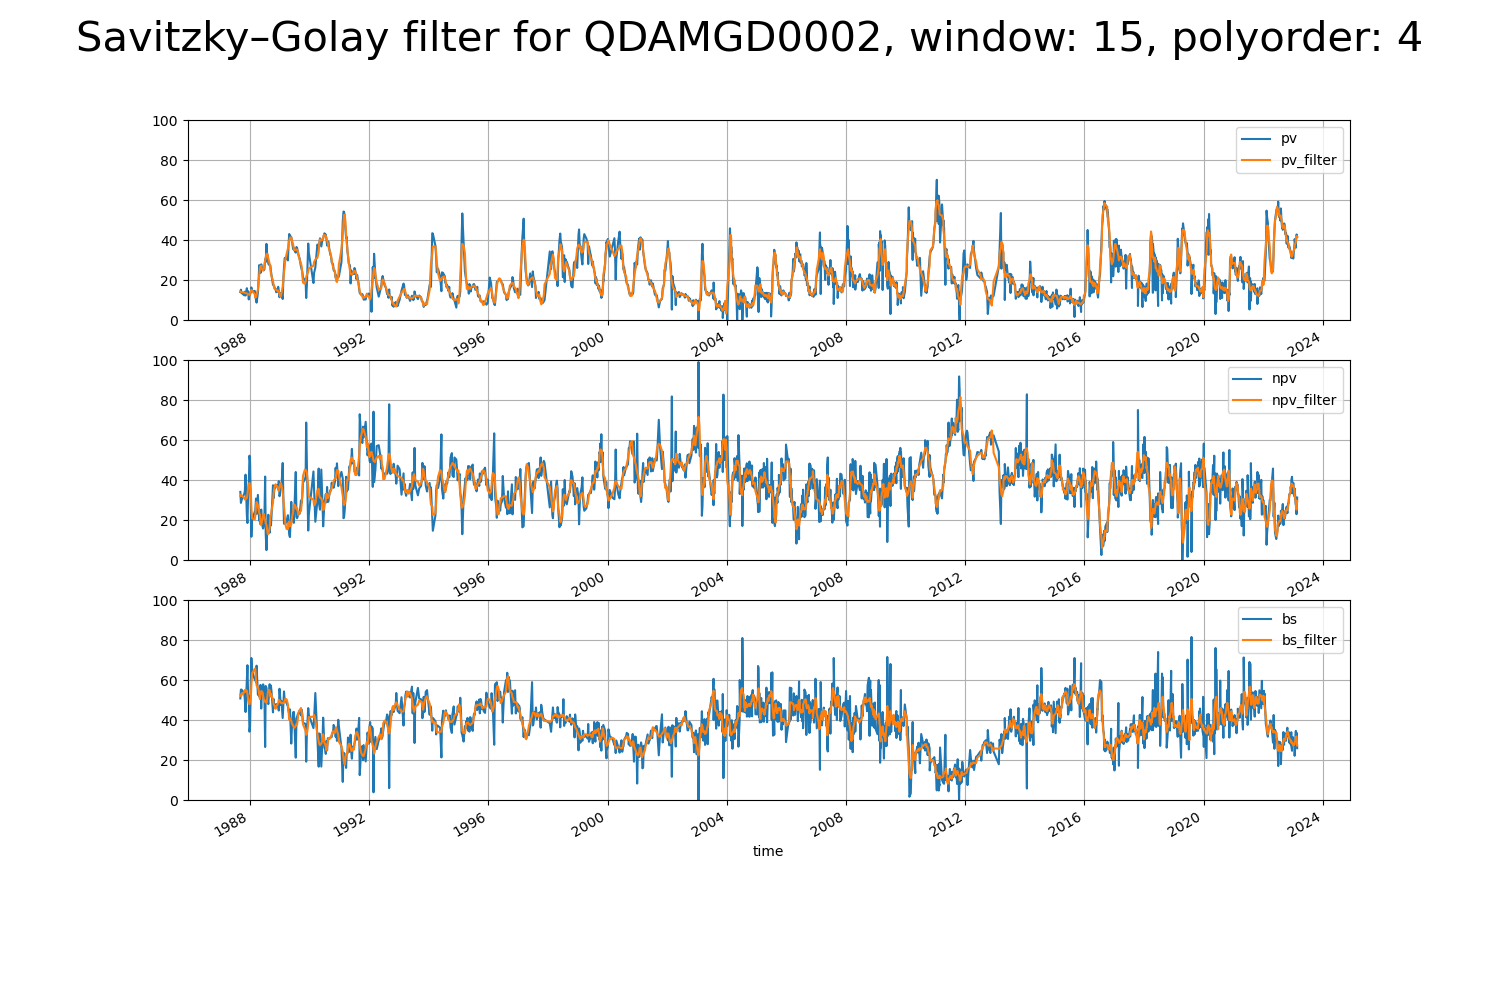 Savitzky–Golay filter for QDAMGD0002, window: 15, polyorder: 4
100
80
60
40
20
0
pv
pv_filter
1988 1992 1996 2000 2004 2008 2012 2016 2020 2024
100
80
60
40
20
0
npv
npv_filter
1988 1992 1996 2000 2004 2008 2012 2016 2020 2024
100
80
60
40
20
0
bs
bs_filter
1988 1992 1996 2000 2004 2008 2012 2016 2020 2024
time